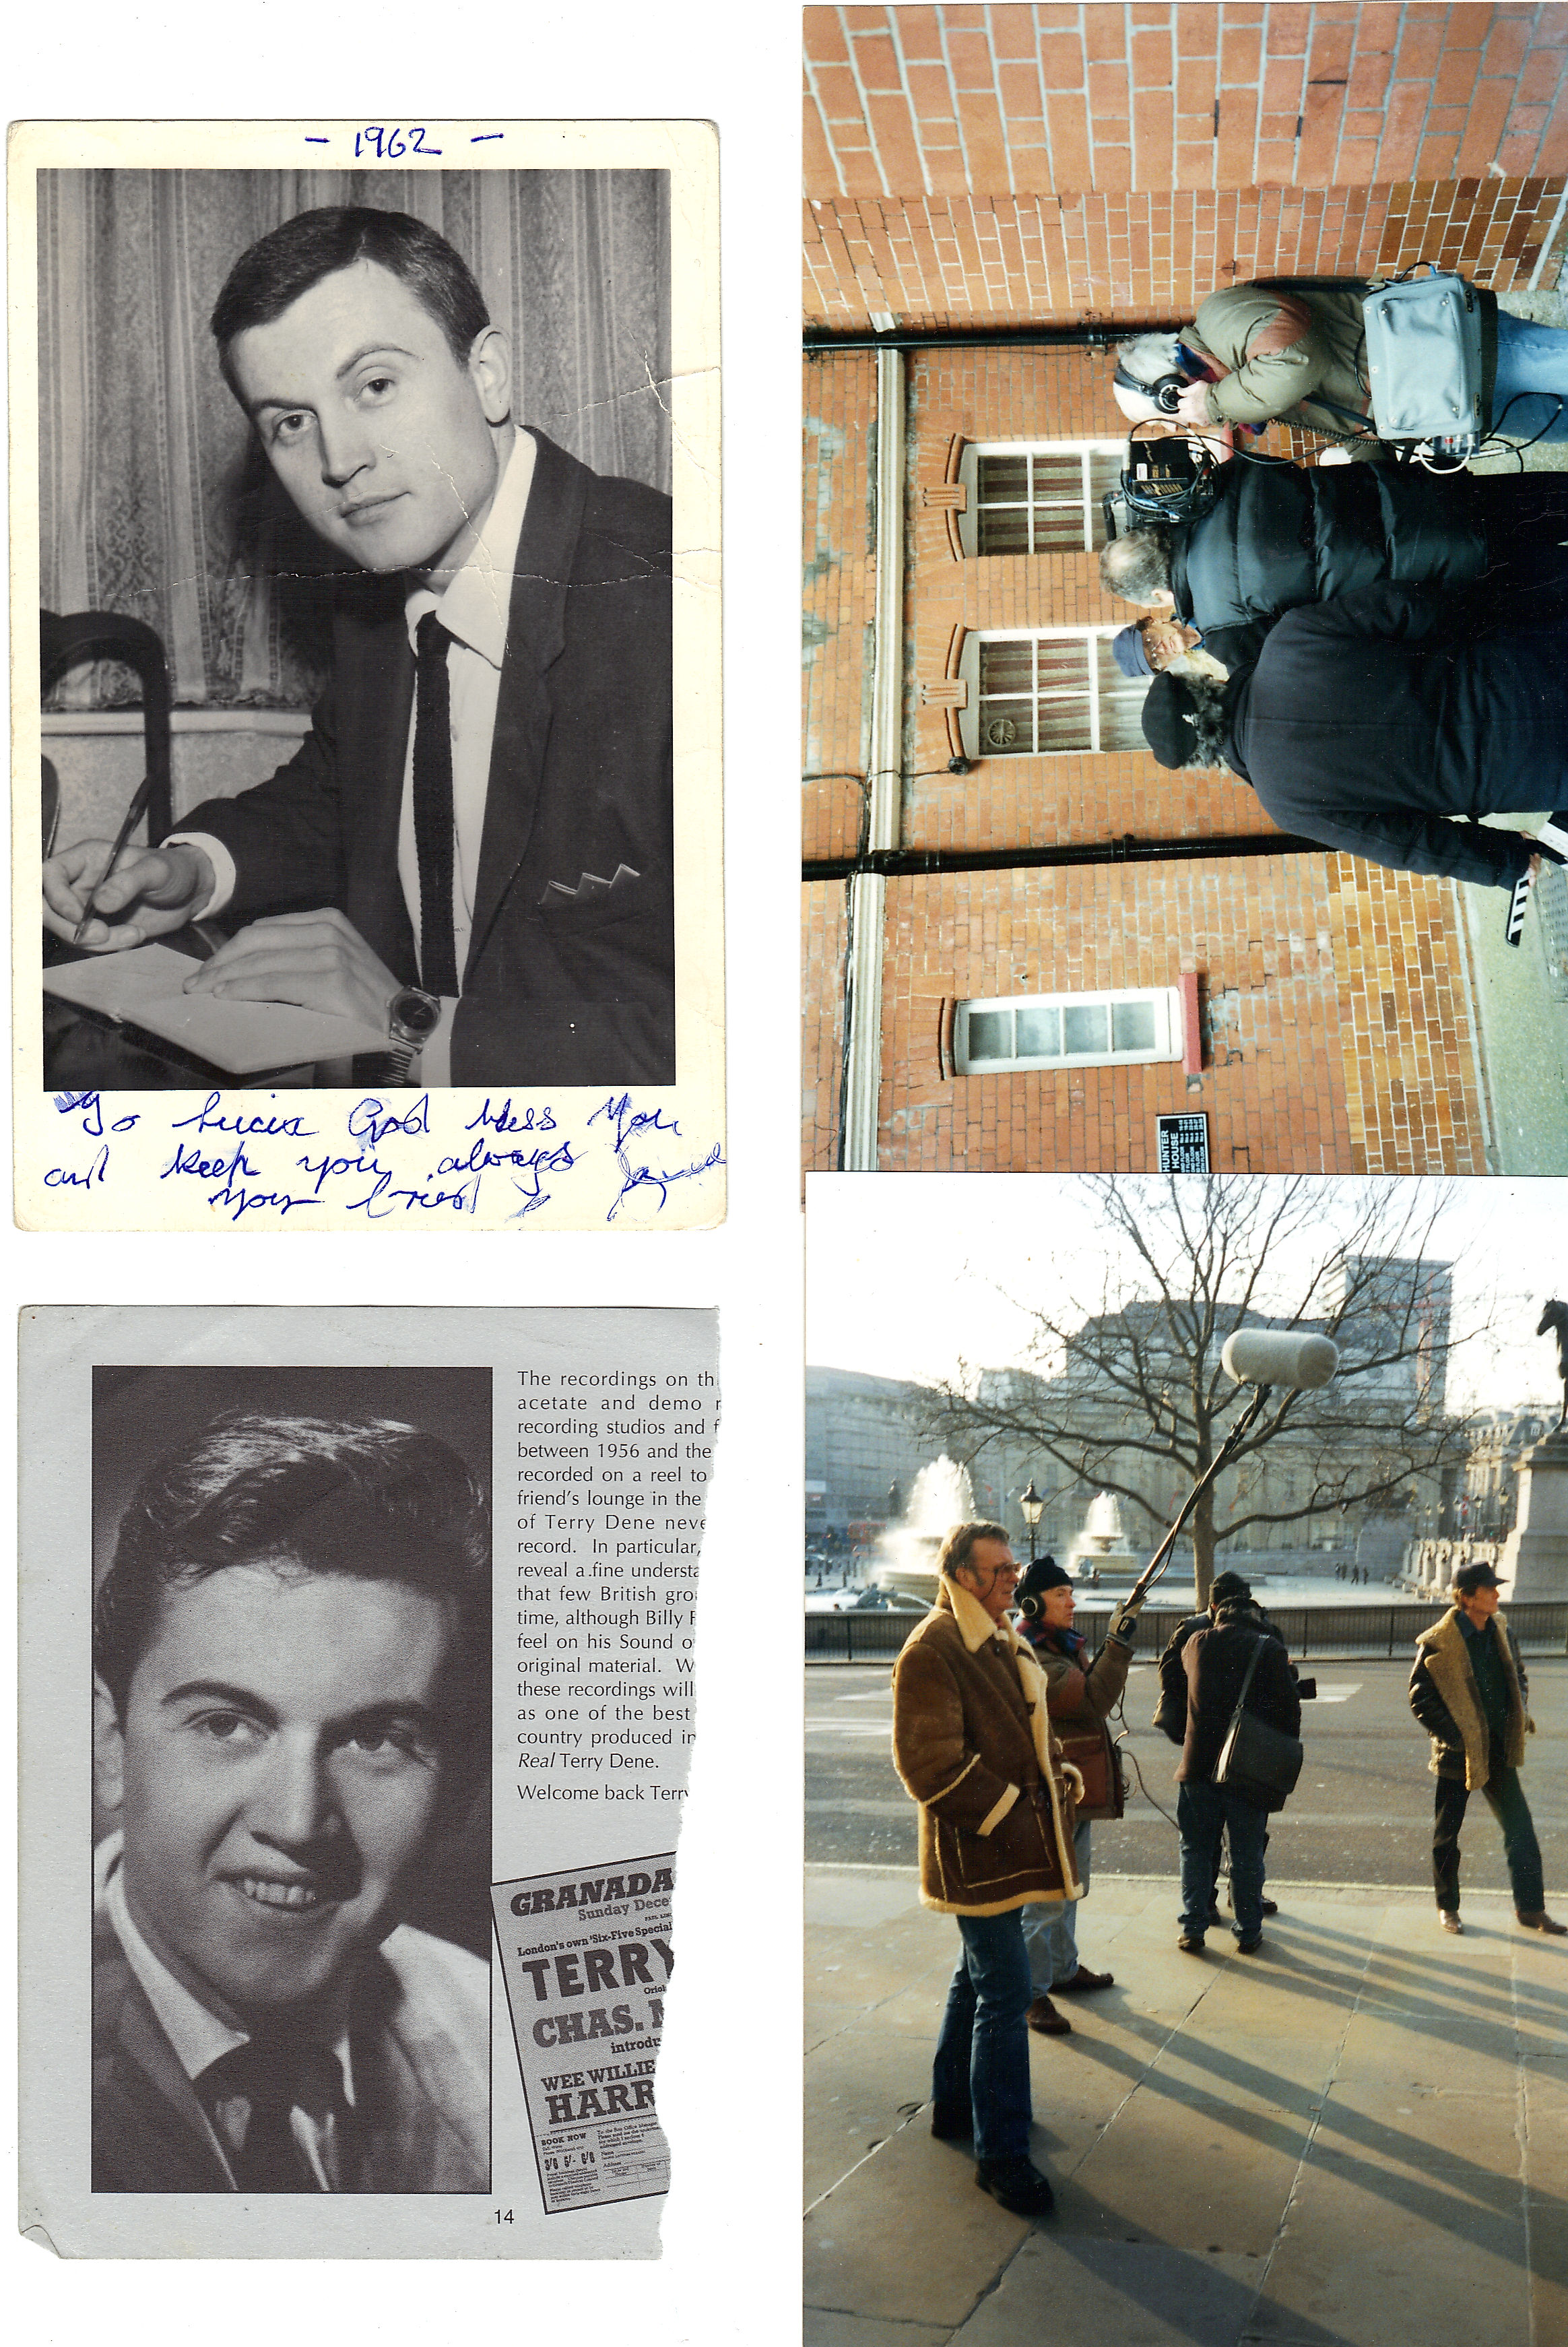 - 1962 -
To Lucia God bless You
and keep you always
your friend
The recordings on th
acetate and demo r
recording studios and f
between 1956 and the
recorded on a reel to
friend's lounge in the
of Terry Dene neve
record. In particular,
reveal a fine understa
that few British gro
time, although Billy F
feel on his Sound o
original material. W
these recordings will
as one of the best
country produced in
Real Terry Dene.
Welcome back Terry
GRANADA
Sunday Dece
London's own 'Six-Five Special
TERRY
CHAS. M
introdu
WEE WILLIE
HARR
BOOK NOW
Name
Address
14
HUNTER
HOUSE